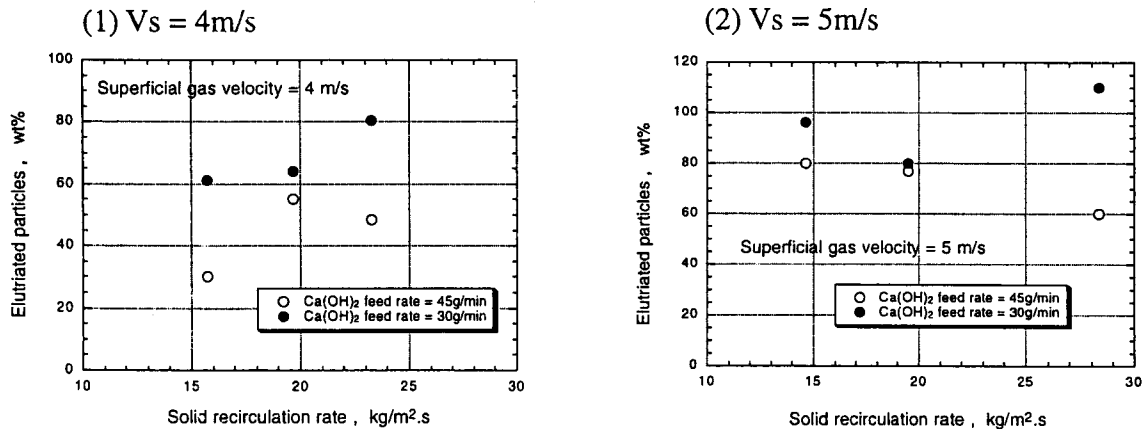 (1) Vs = 4m/s
100
80
60
40
20
0
Elutriated particles , wt%
Superficial gas velocity = 4 m/s
Ca(OH)2 feed rate = 45g/min
Ca(OH)2 feed rate = 30g/min
10 15 20 25 30
Solid recirculation rate , kg/m².s
(2) Vs = 5m/s
120
100
80
60
40
20
0
Elutriated particles , wt%
Superficial gas velocity = 5 m/s
Ca(OH)2 feed rate = 45g/min
Ca(OH)2 feed rate = 30g/min
10 15 20 25 30
Solid recirculation rate , kg/m².s